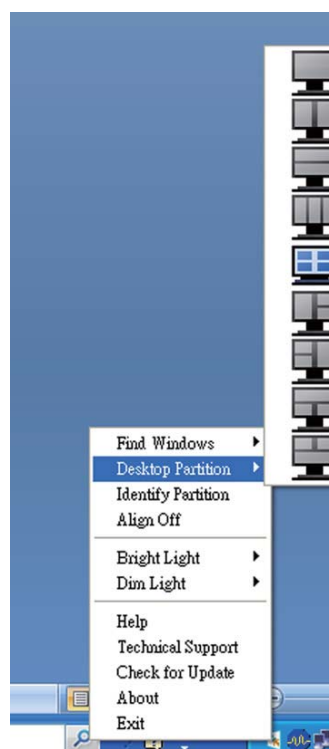 Find Windows
Desktop Partition
Identify Partition
Align Off
Bright Light
Dim Light
Help
Technical Support
Check for Update
About
Exit